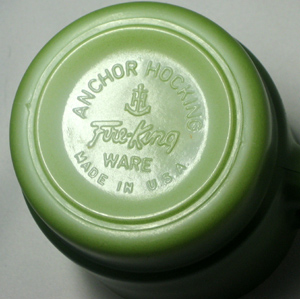 ANCHOR HOCKING
Fire-King
WARE
MADE IN U.S.A.